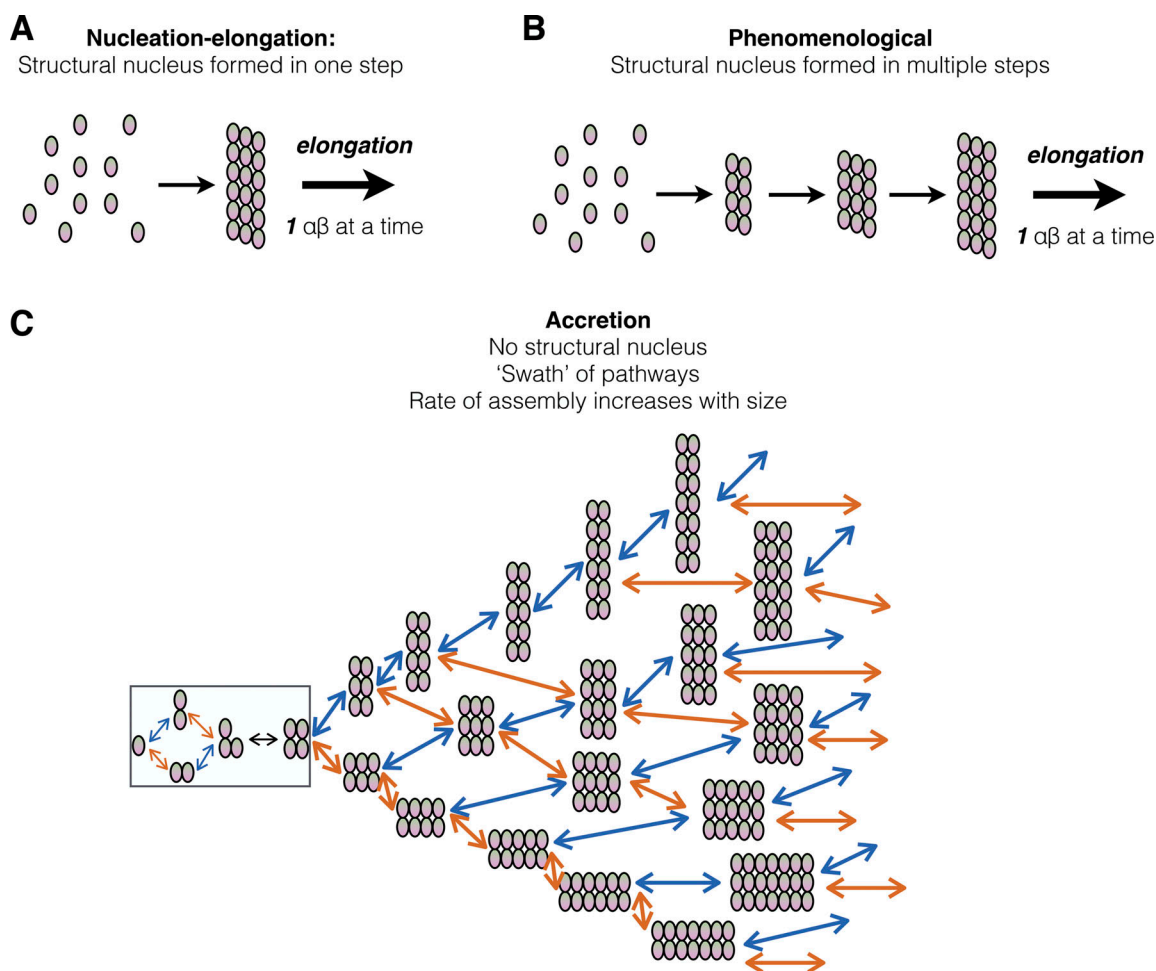 A
Nucleation-elongation:
Structural nucleus formed in one step
elongation
1 αβ at a time
B
Phenomenological
Structural nucleus formed in multiple steps
elongation
1 αβ at a time
C
Accretion
No structural nucleus
‘Swath’ of pathways
Rate of assembly increases with size